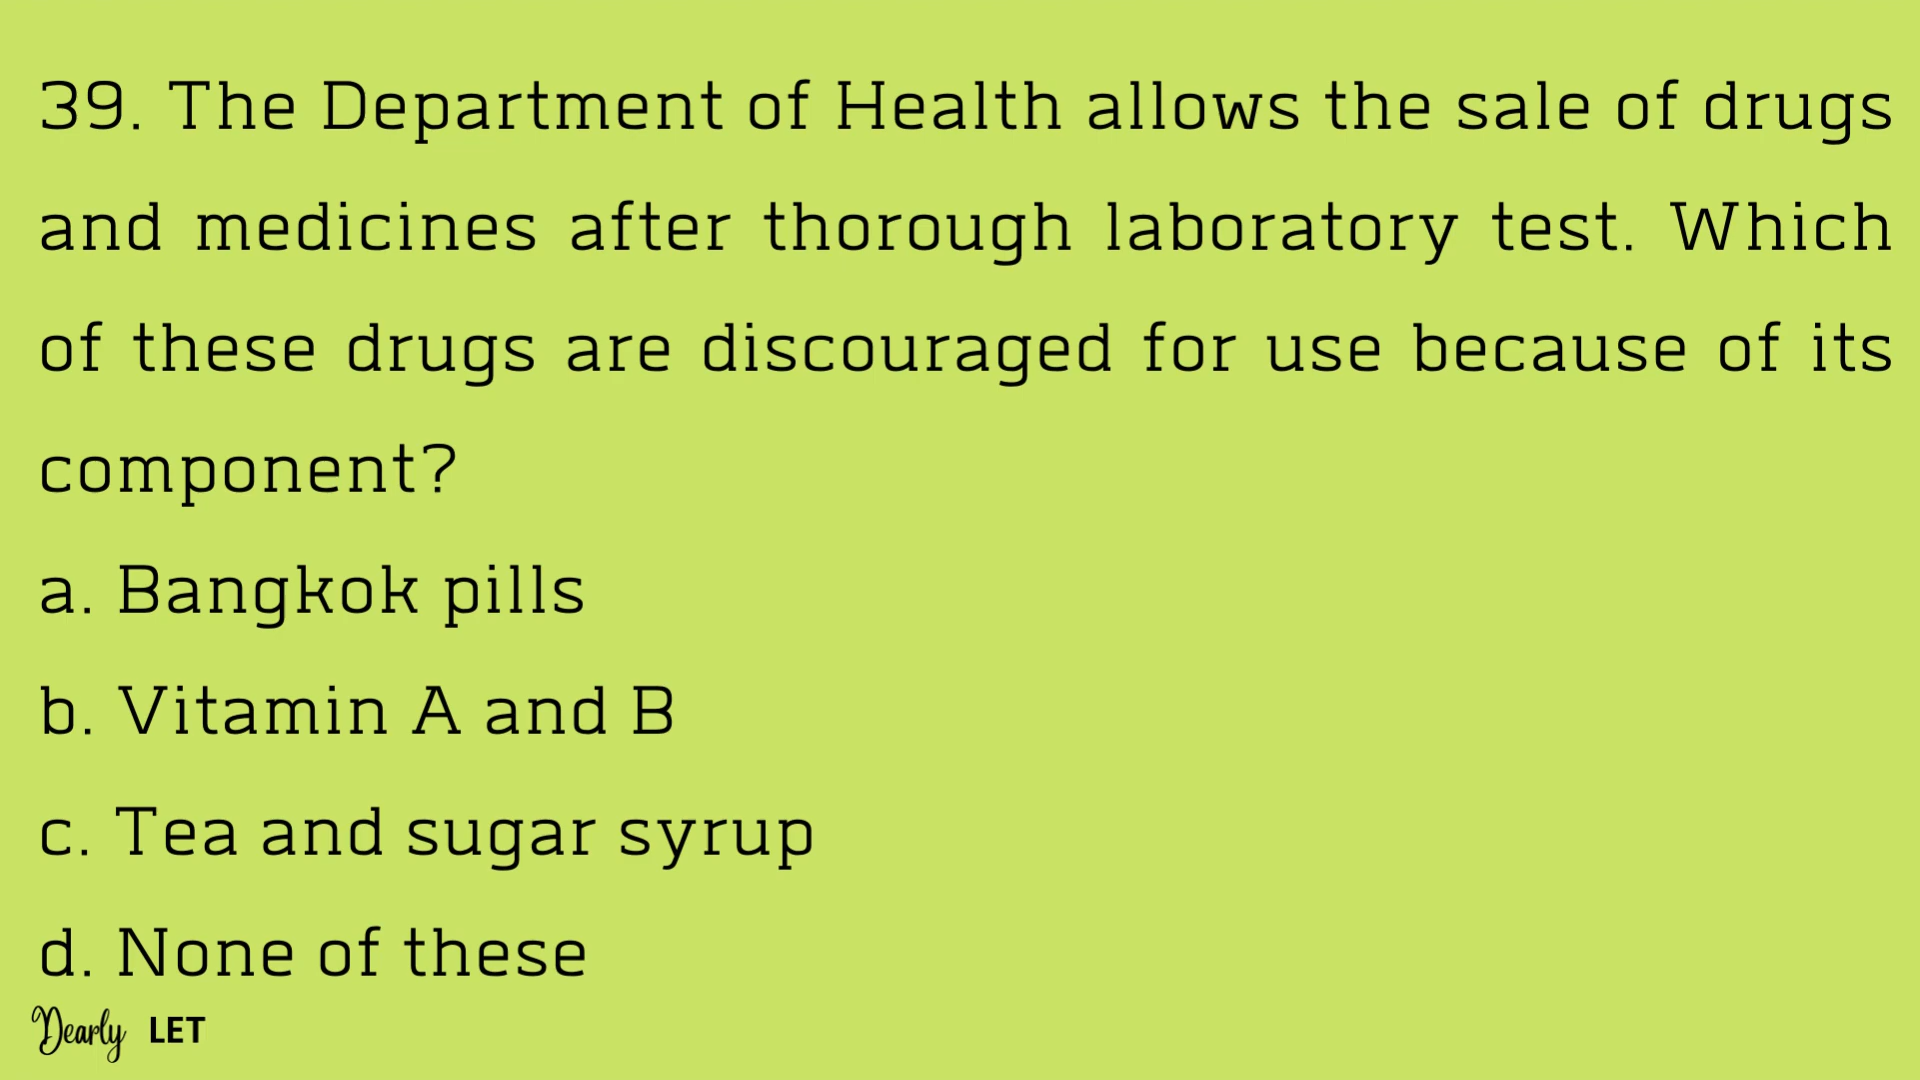 39. The Department of Health allows the sale of drugs
and medicines after thorough laboratory test. Which
of these drugs are discouraged for use because of its
component?
a. Bangkok pills
b. Vitamin A and B
c. Tea and sugar syrup
d. None of these
Dearly LET